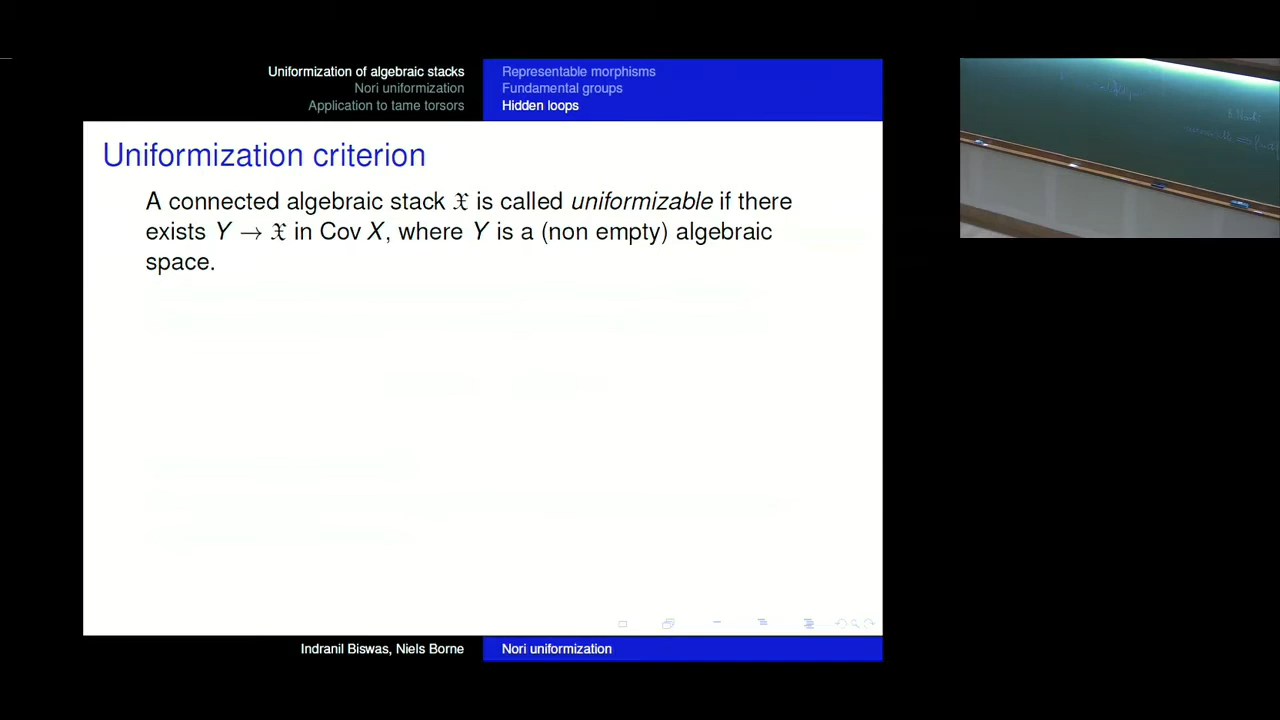 Uniformization of algebraic stacks
Nori uniformization
Application to tame torsors
Representable morphisms
Fundamental groups
Hidden loops
Uniformization criterion
A connected algebraic stack 𝔛 is called uniformizable if there
exists Y → 𝔛 in Cov X, where Y is a (non empty) algebraic
space.
Indranil Biswas, Niels Borne
Nori uniformization